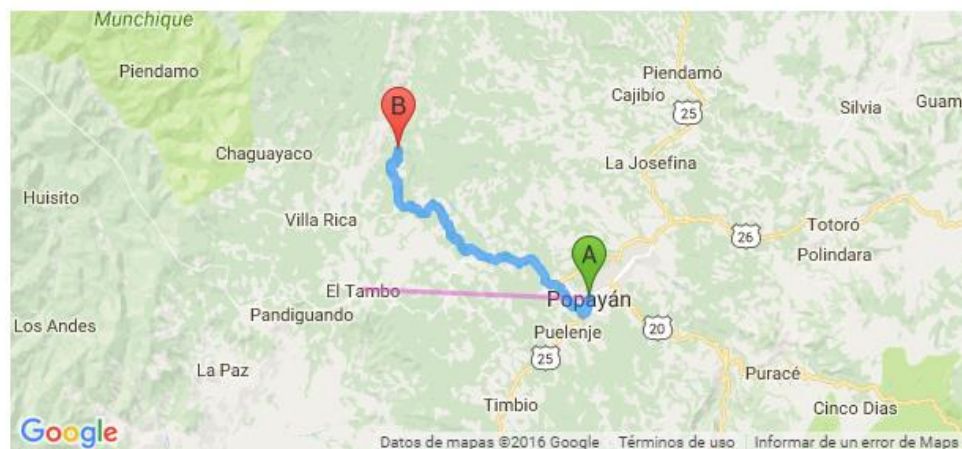 Munchique
Piendamo
Piendamó
Cajibío
25
Silvia
Guam
Chaguayaco
La Josefina
Huisito
Villa Rica
Totoró
26
Polindara
B
A
El Tambo
Popayán
Los Andes
Pandiguando
Puelenje
20
25
La Paz
Puracé
Timbio
Cinco Dias
Google
Datos de mapas ©2016 Google
Términos de uso
Informar de un error de Maps